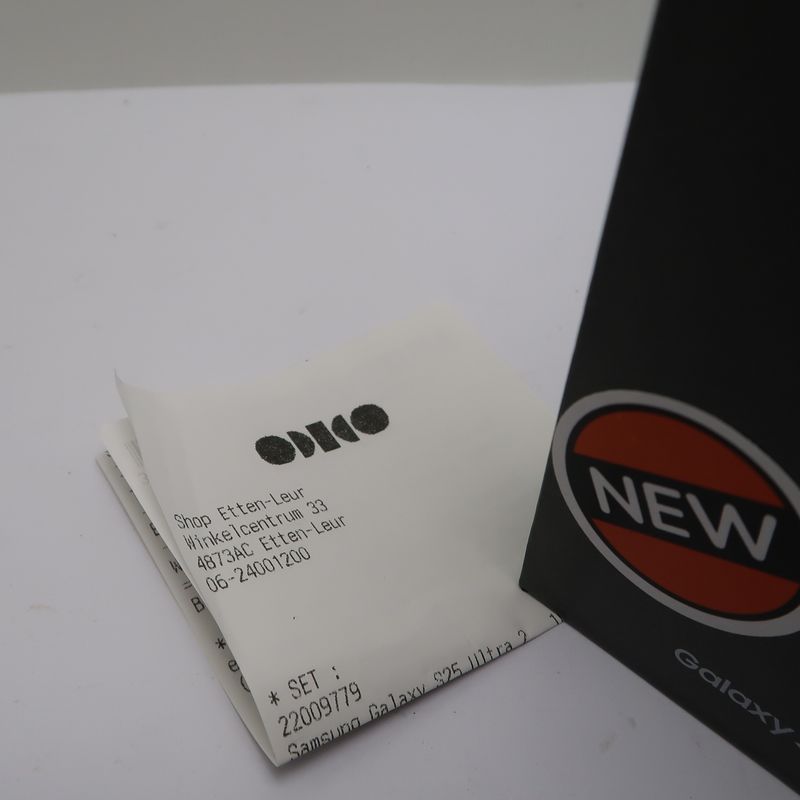 ODECO
Shop Etten-Leur
Winkelcentrum 33
4873AC Etten-Leur
06-24001200
* SET :
22009779
Samsung Galaxy S25 Ultra 2
NEW
Galaxy